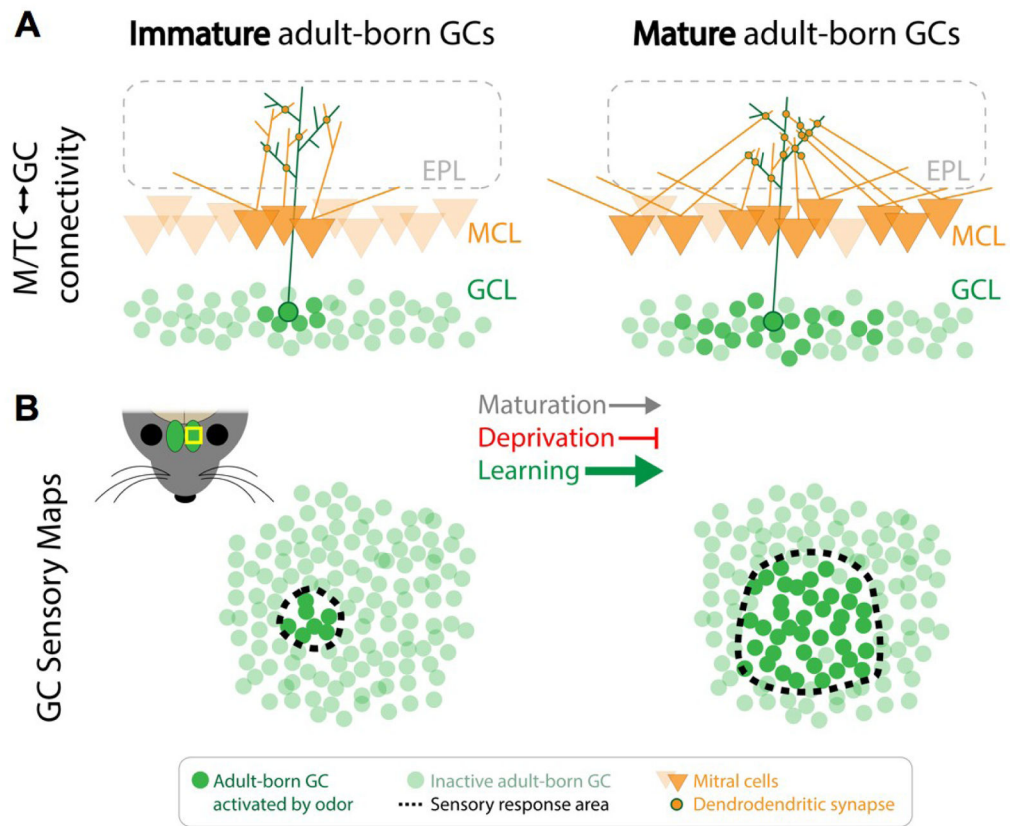 A
Immature adult-born GCs
Mature adult-born GCs
M/TC ↔ GC
connectivity
EPL
MCL
GCL
EPL
MCL
GCL
B
Maturation
Deprivation
Learning
GC Sensory Maps
Adult-born GC
activated by odor
Inactive adult-born GC
Sensory response area
Mitral cells
Dendrodendritic synapse